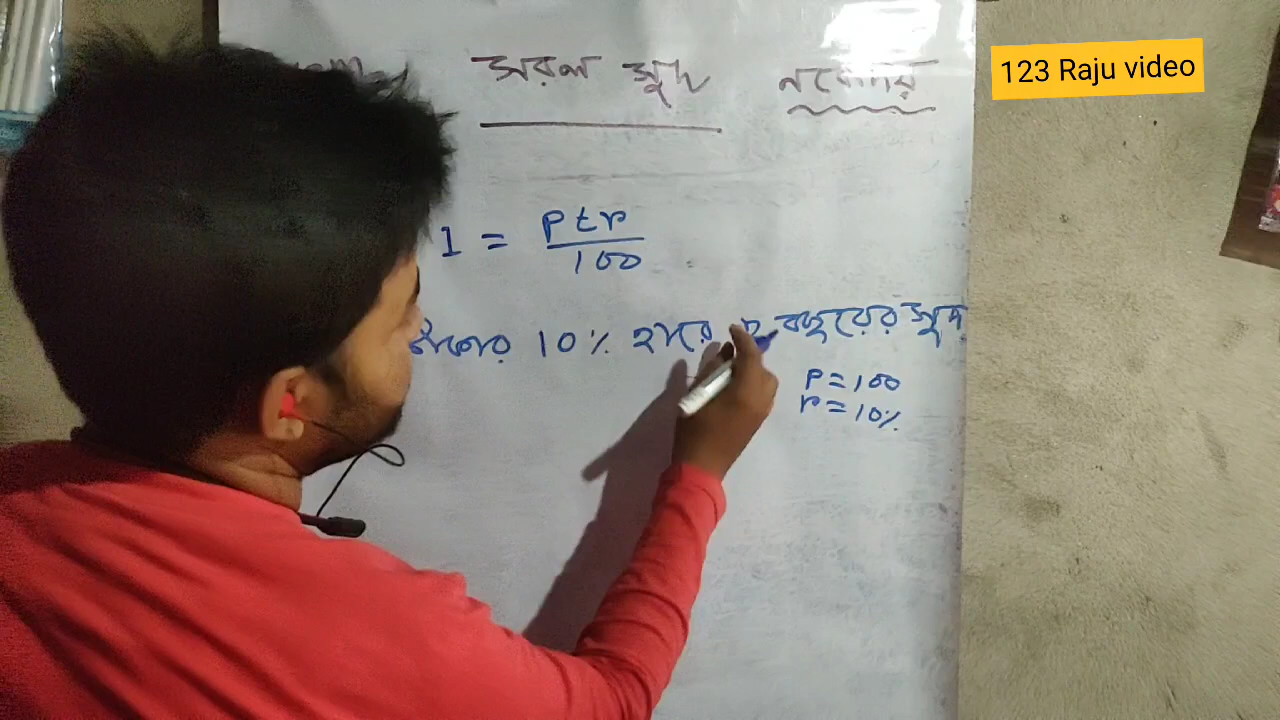 সরল সুদ
123 Raju video
I = ptr
100
10% হারে বছরের সুদ
P = 100
r = 10%